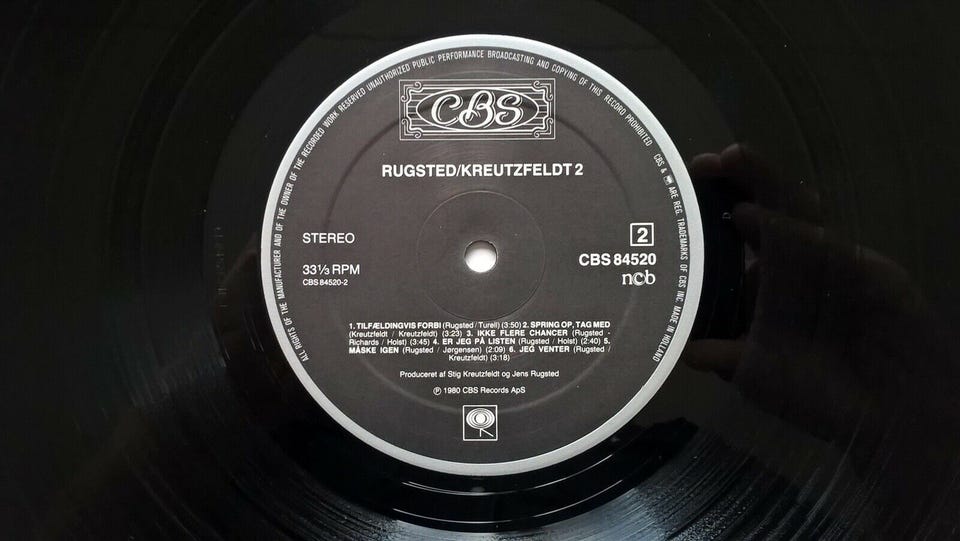 ALL RIGHTS OF THE MANUFACTURER AND OF THE OWNER OF THE RECORDED WORK RESERVED UNAUTHORIZED PUBLIC PERFORMANCE BROADCASTING AND COPYING OF THIS RECORD PROHIBITED CBS & ARE REG. TRADEMARKS OF CBS INC. MADE IN HOLLAND
CBS
RUGSTED/KREUTZFELDT 2
STEREO
2
33⅓ RPM
CBS 84520
CBS 84520-2
ncb
1. TILFÆLDINGVIS FORBI (Rugsted / Turell) (3:50) 2. SPRING OP, TAG MED
(Kreutzfeldt / Kreutzfeldt) (3:23) 3. IKKE FLERE CHANCER (Rugsted -
Richards / Holst) (3:45) 4. ER JEG PÅ LISTEN (Rugsted / Holst) (2:40) 5.
MÅSKE IGEN (Rugsted / Jørgensen) (2:09) 6. JEG VENTER (Rugsted /
Kreutzfeldt) (3:18)
Produceret af Stig Kreutzfeldt og Jens Rugsted
℗ 1980 CBS Records ApS